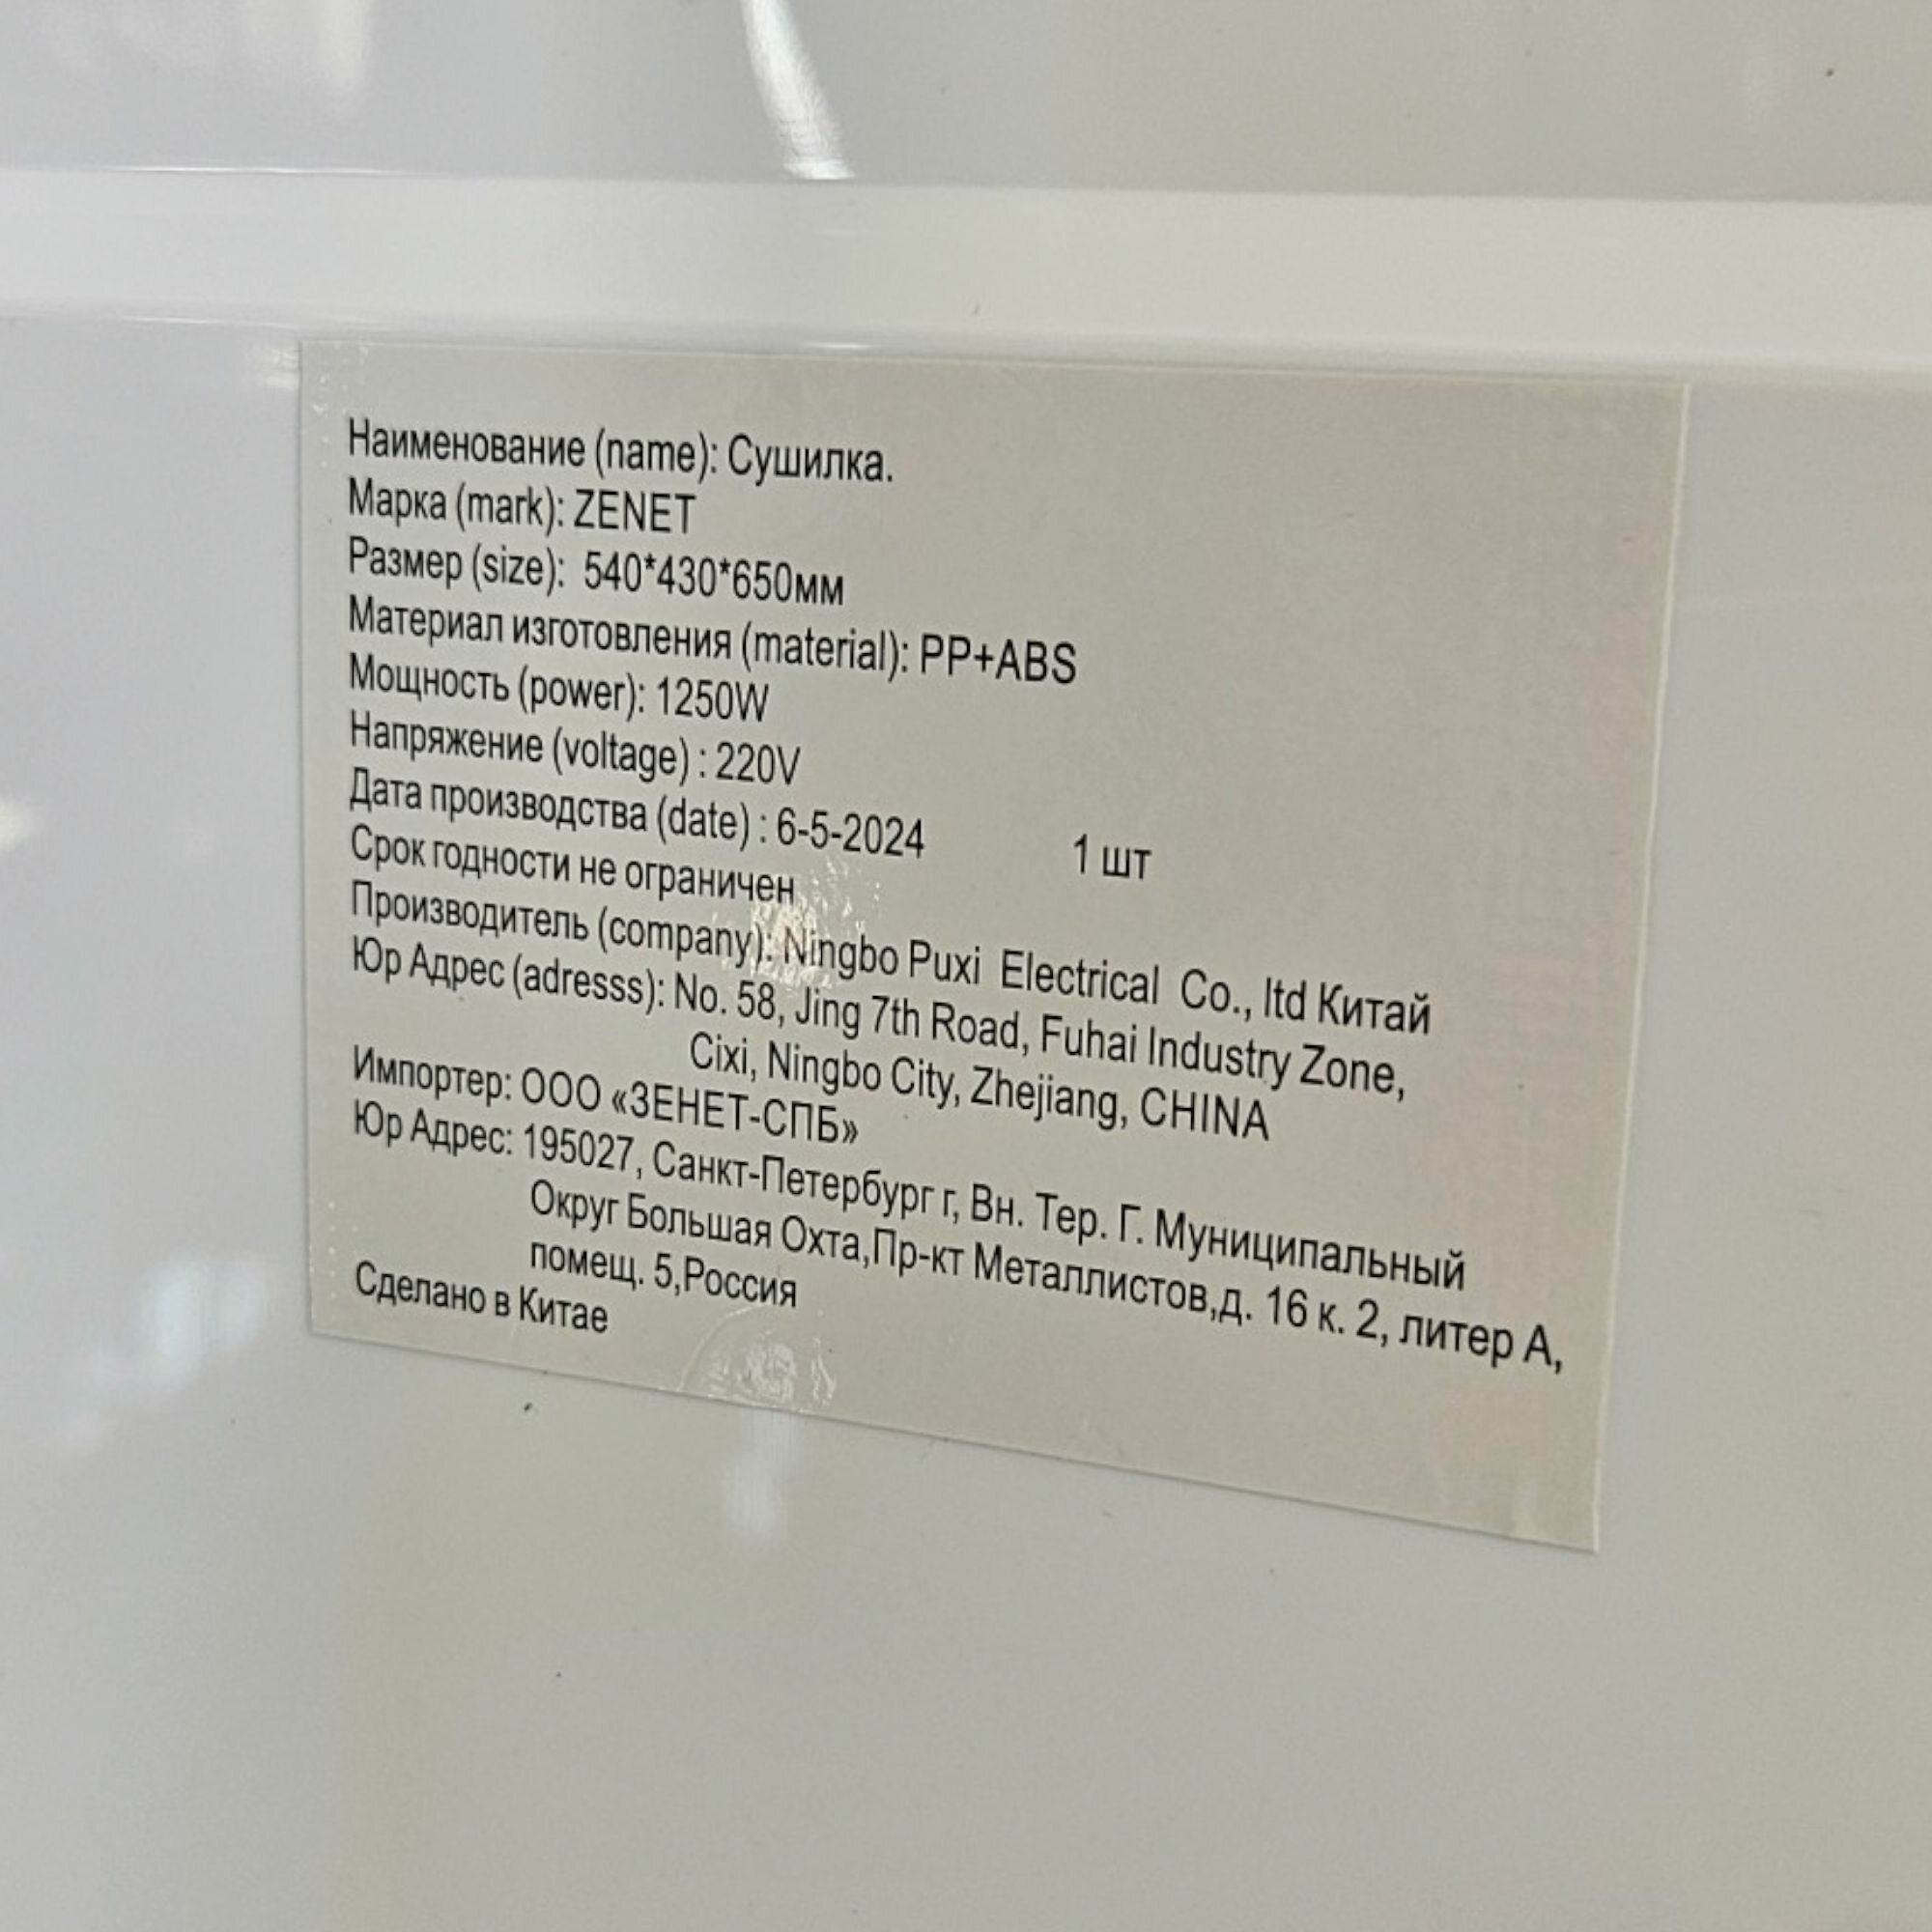 Наименование (name): Сушилка.
Марка (mark): ZENET
Размер (size): 540*430*650мм
Материал изготовления (material): PP+ABS
Мощность (power): 1250W
Напряжение (voltage) : 220V
Дата производства (date) : 6-5-2024 1 шт
Срок годности не ограничен
Производитель (company): Ningbo Puxi Electrical Co., ltd Китай
Юр Адрес (adresss): No. 58, Jing 7th Road, Fuhai Industry Zone,
Cixi, Ningbo City, Zhejiang, CHINA
Импортер: ООО «ЗЕНЕТ-СПБ»
Юр Адрес: 195027, Санкт-Петербург г, Вн. Тер. Г. Муниципальный
Округ Большая Охта,Пр-кт Металлистов,д. 16 к. 2, литер А,
помещ. 5,Россия
Сделано в Китае